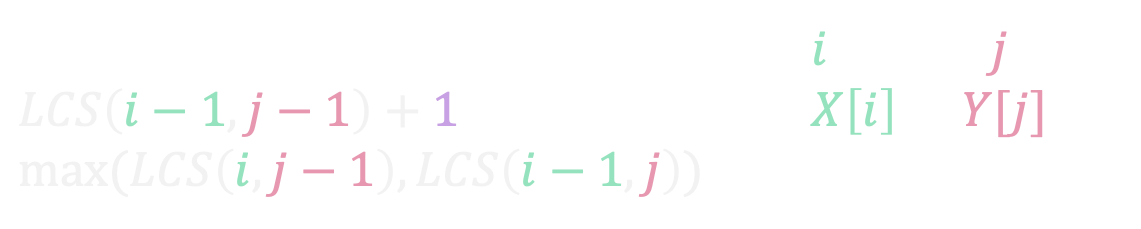 i j
LCS(i − 1, j − 1) + 1 X[i] Y[j]
max(LCS(i, j − 1), LCS(i − 1, j))